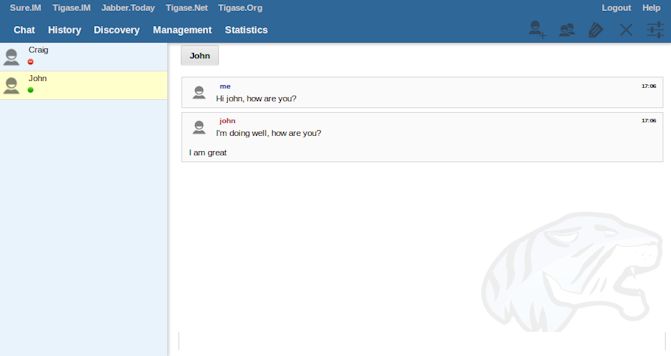 Sure.IM Tigase.IM Jabber.Today Tigase.Net Tigase.Org Logout Help
Chat History Discovery Management Statistics
Craig
John
John
me 17:06
Hi john, how are you?
john 17:06
I'm doing well, how are you?
I am great